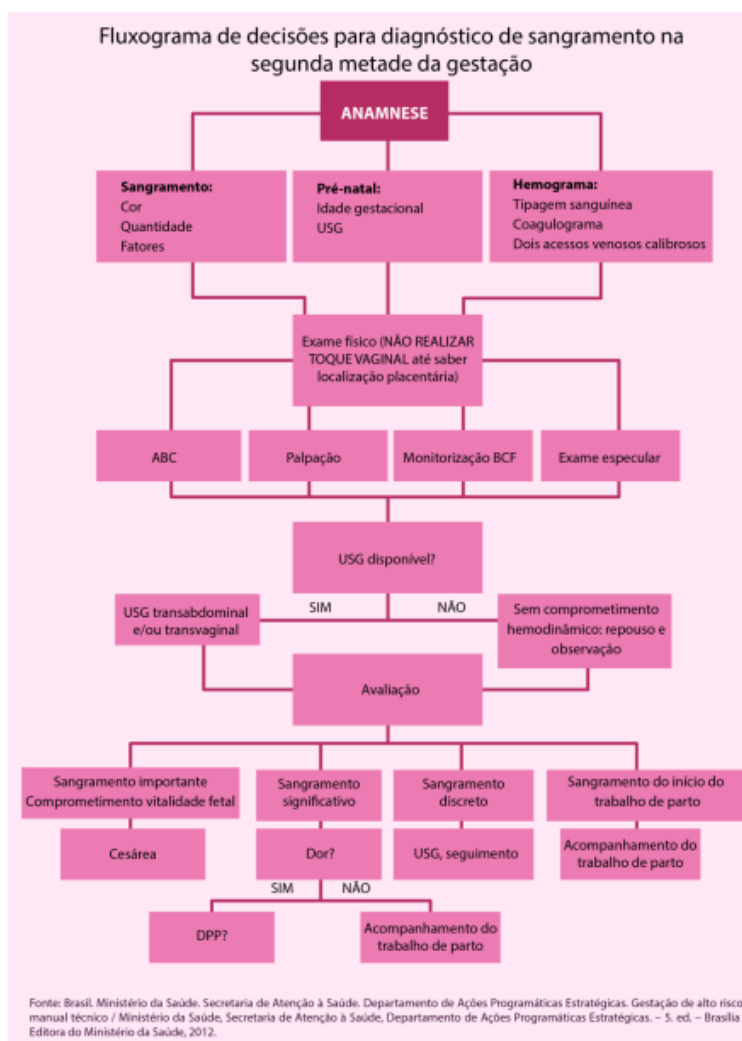 Fluxograma de decisões para diagnóstico de sangramento na
segunda metade da gestação
ANAMNESE
Sangramento:
Cor
Quantidade
Fatores
Pré-natal:
Idade gestacional
USG
Hemograma:
Tipagem sanguínea
Coagulograma
Dois acessos venosos calibrosos
Exame físico (NÃO REALIZAR
TOQUE VAGINAL até saber
localização placentária)
ABC
Palpação
Monitorização BCF
Exame especular
USG disponível?
SIM
NÃO
USG transabdominal
e/ou transvaginal
Sem comprometimento
hemodinâmico: repouso e
observação
Avaliação
Sangramento importante
Comprometimento vitalidade fetal
Sangramento
significativo
Sangramento
discreto
Sangramento do início do
trabalho de parto
Cesárea
Dor?
USG, seguimento
Acompanhamento do
trabalho de parto
SIM
NÃO
DPP?
Acompanhamento do
trabalho de parto
Fonte: Brasil. Ministério da Saúde. Secretaria de Atenção à Saúde. Departamento de Ações Programáticas Estratégicas. Gestação de alto risco
manual técnico / Ministério da Saúde, Secretaria de Atenção à Saúde, Departamento de Ações Programáticas Estratégicas. – 5. ed. – Brasília
Editora do Ministério da Saúde, 2012.